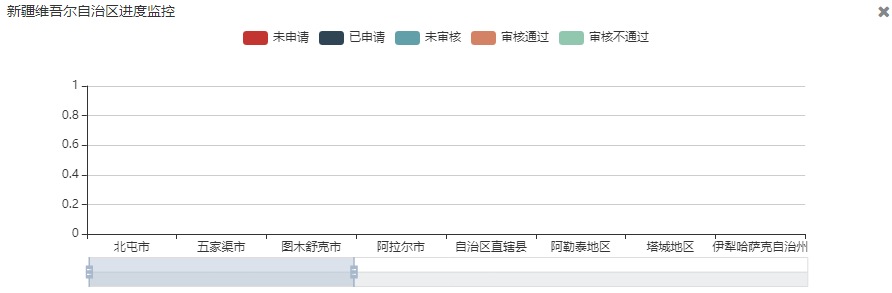 新疆维吾尔自治区进度监控
未申请 已申请 未审核 审核通过 审核不通过
1
0.8
0.6
0.4
0.2
0
北屯市 五家渠市 图木舒克市 阿拉尔市 自治区直辖县 阿勒泰地区 塔城地区 伊犁哈萨克自治州